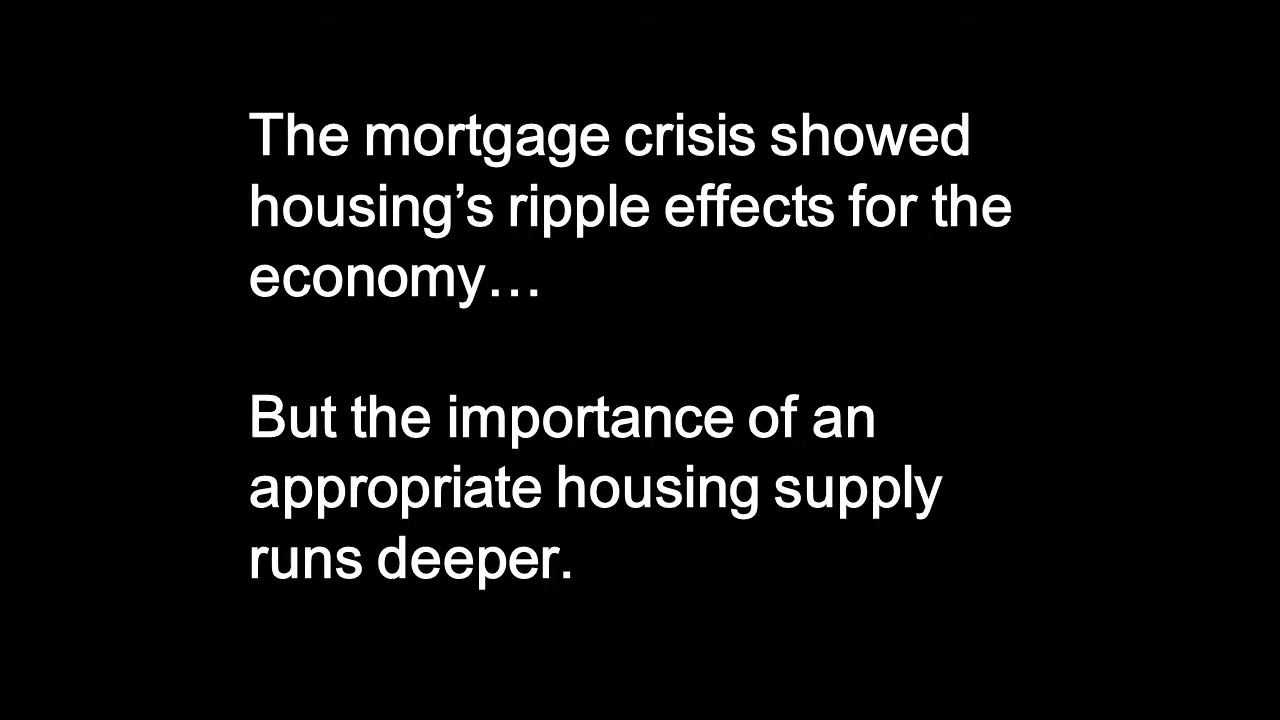 The mortgage crisis showed
housing’s ripple effects for the
economy…
But the importance of an
appropriate housing supply
runs deeper.